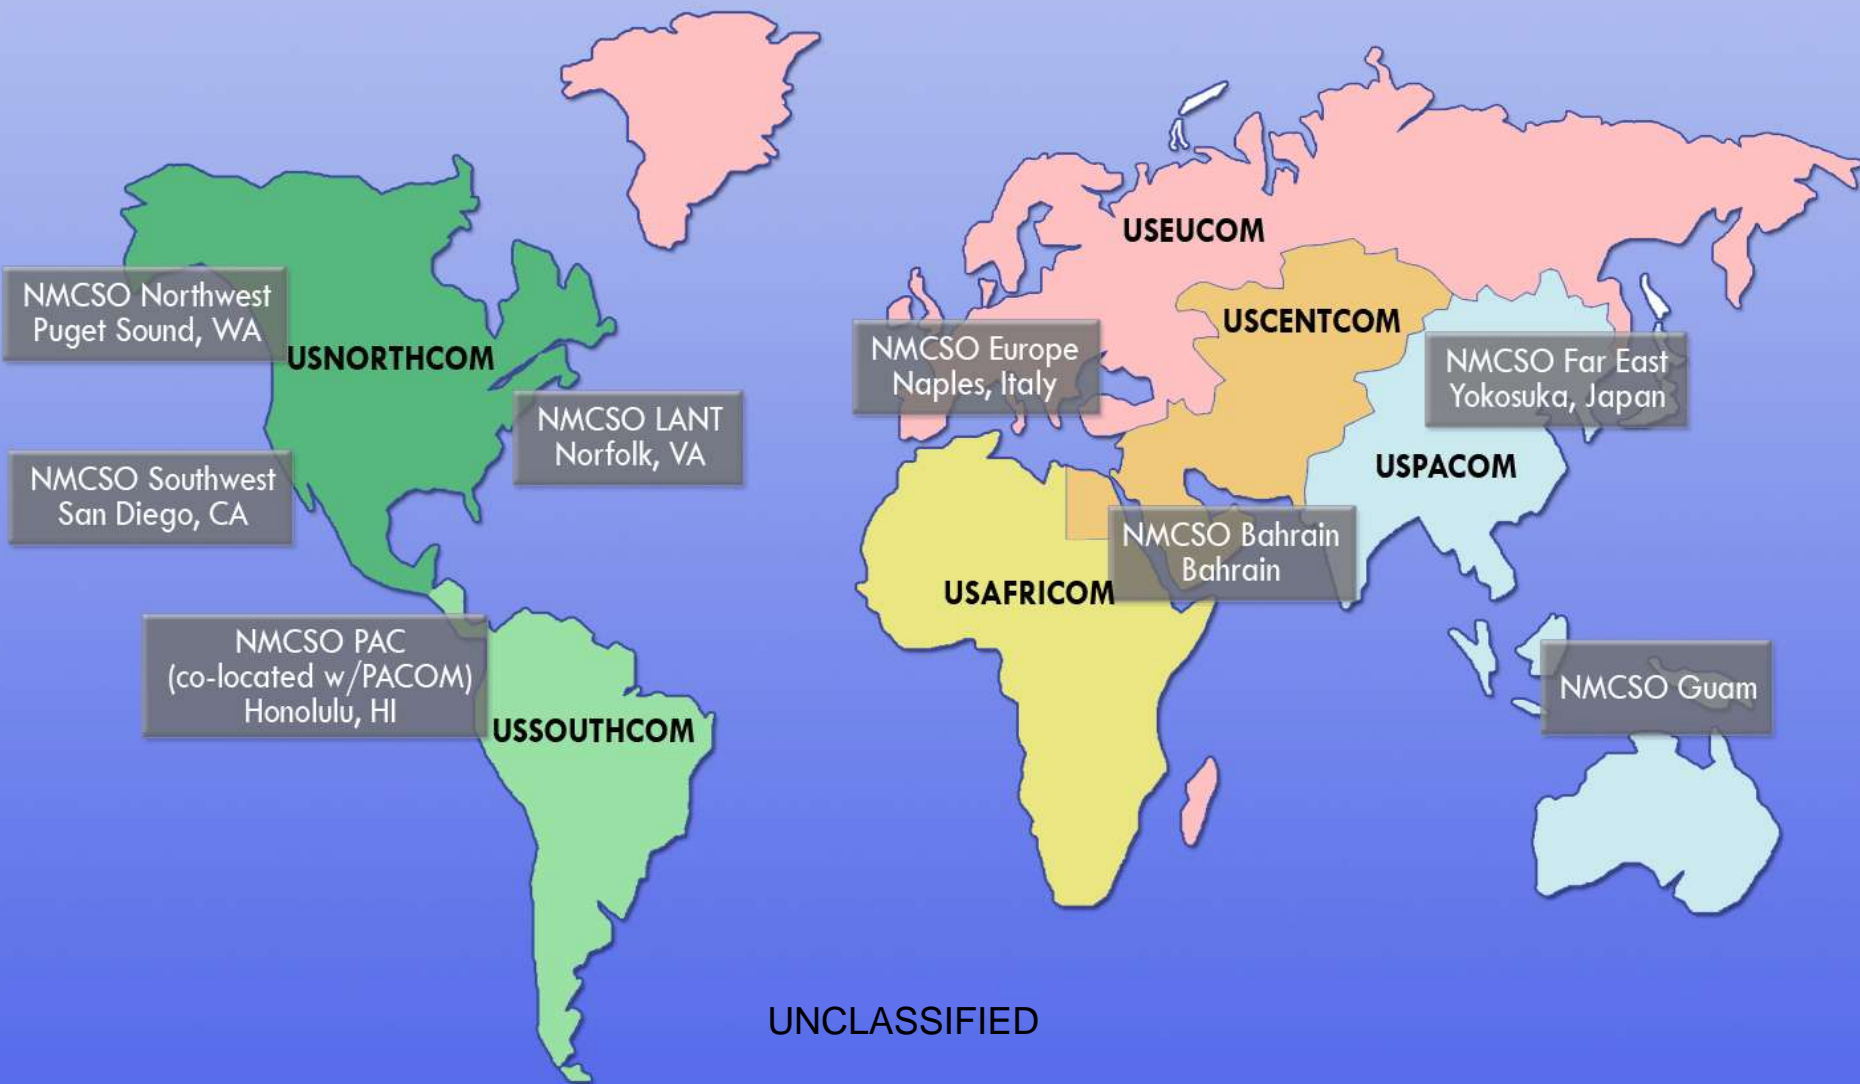 USEUCOM
NMCSO Northwest
Puget Sound, WA
USNORTHCOM
USCENTCOM
NMCSO Europe
Naples, Italy
NMCSO Far East
Yokosuka, Japan
NMCSO LANT
Norfolk, VA
NMCSO Southwest
San Diego, CA
USPACOM
NMCSO Bahrain
Bahrain
USAFRICOM
NMCSO PAC
(co-located w/PACOM)
Honolulu, HI
NMCSO Guam
USSOUTHCOM
UNCLASSIFIED